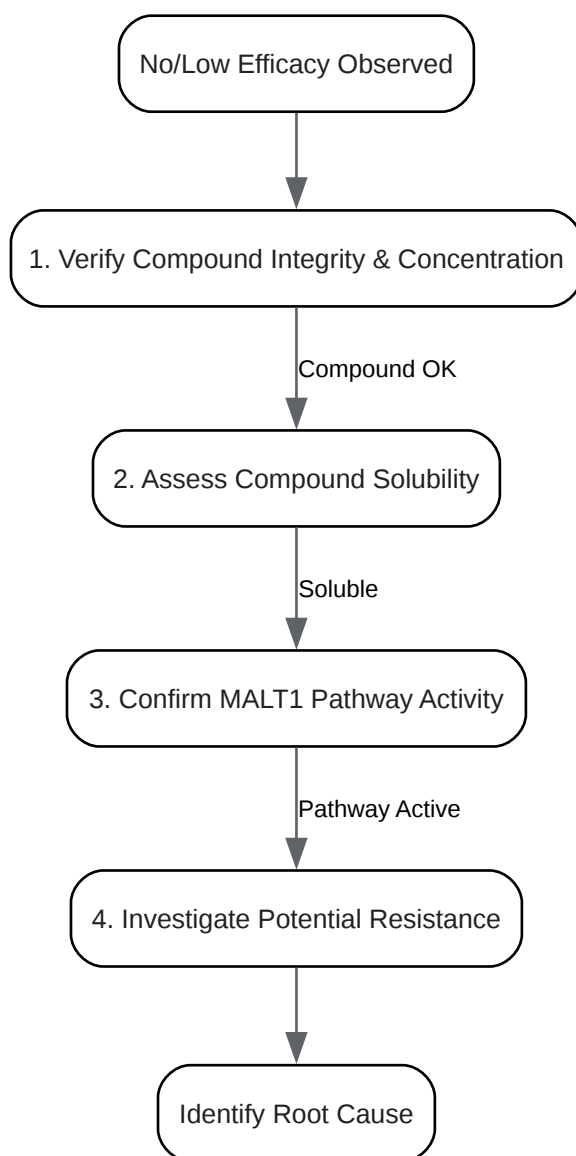 No/Low Efficacy Observed
1. Verify Compound Integrity & Concentration
Compound OK
2. Assess Compound Solubility
Soluble
3. Confirm MALT1 Pathway Activity
Pathway Active
4. Investigate Potential Resistance
Identify Root Cause